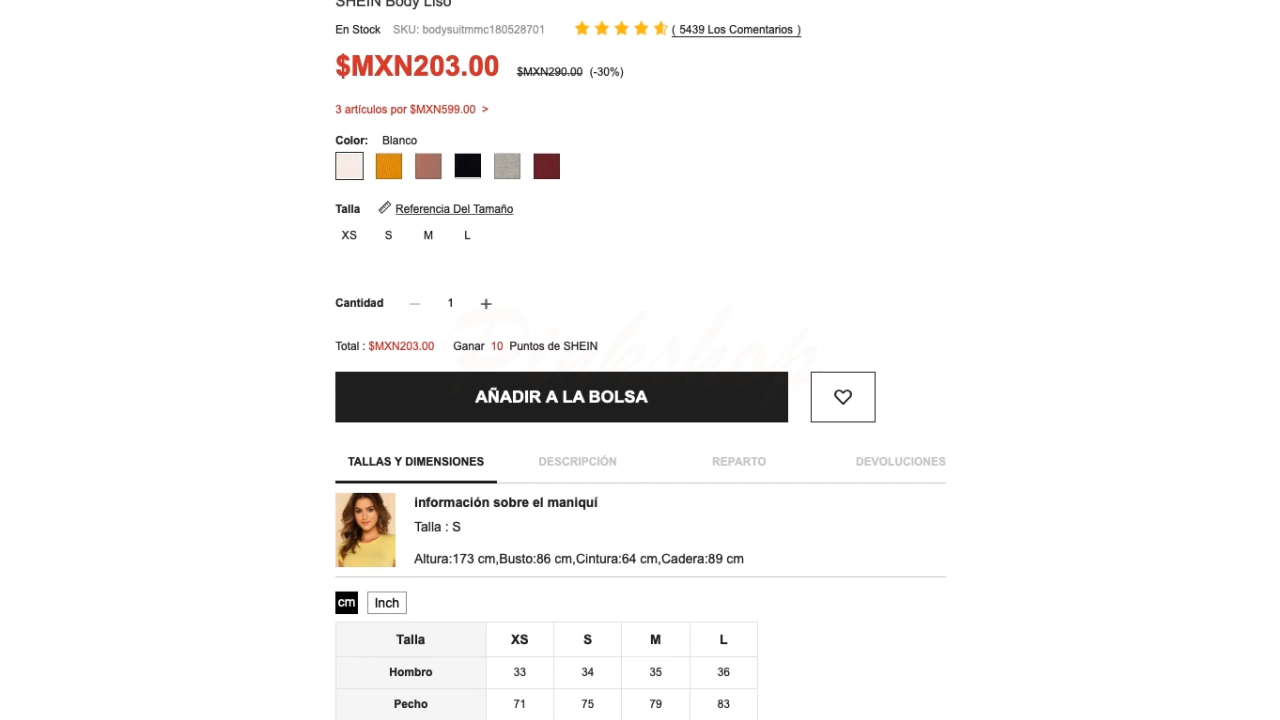 SHEIN Body Liso
En Stock SKU: bodysuitmmc180528701 ( 5439 Los Comentarios )
$MXN203.00 $MXN290.00 (-30%)
3 artículos por $MXN599.00 >
Color: Blanco
Talla Referencia Del Tamaño
XS S M L
Cantidad — 1 +
Total : $MXN203.00 Ganar 10 Puntos de SHEIN
Pinkshop
AÑADIR A LA BOLSA
TALLAS Y DIMENSIONES DESCRIPCIÓN REPARTO DEVOLUCIONES
información sobre el maniquí
Talla : S
Altura:173 cm,Busto:86 cm,Cintura:64 cm,Cadera:89 cm
cm Inch
Talla XS S M L
Hombro 33 34 35 36
Pecho 71 75 79 83